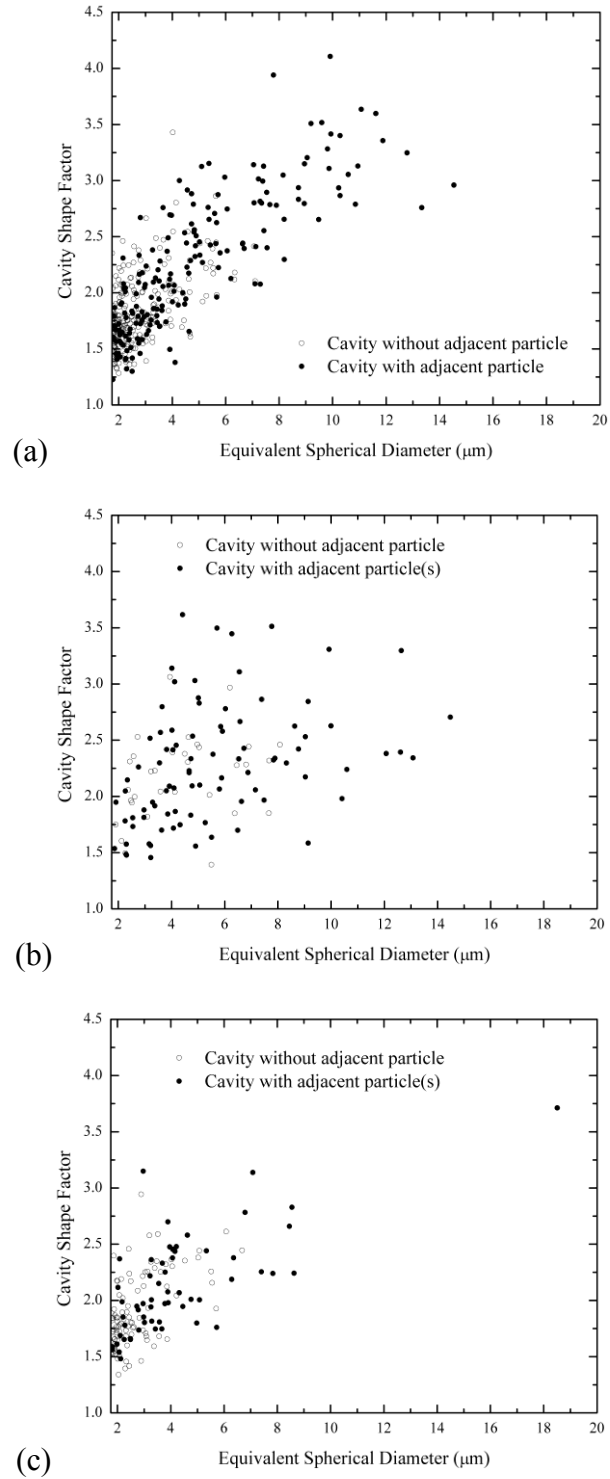 4.5
4.0
3.5
3.0
2.5
2.0
1.5
1.0
Cavity Shape Factor
Cavity without adjacent particle
Cavity with adjacent particle
2 4 6 8 10 12 14 16 18 20
Equivalent Spherical Diameter (μm)
(a)
4.5
4.0
3.5
3.0
2.5
2.0
1.5
1.0
Cavity Shape Factor
Cavity without adjacent particle
Cavity with adjacent particle(s)
2 4 6 8 10 12 14 16 18 20
Equivalent Spherical Diameter (μm)
(b)
4.5
4.0
3.5
3.0
2.5
2.0
1.5
1.0
Cavity Shape Factor
Cavity without adjacent particle
Cavity with adjacent particle(s)
2 4 6 8 10 12 14 16 18 20
Equivalent Spherical Diameter (μm)
(c)